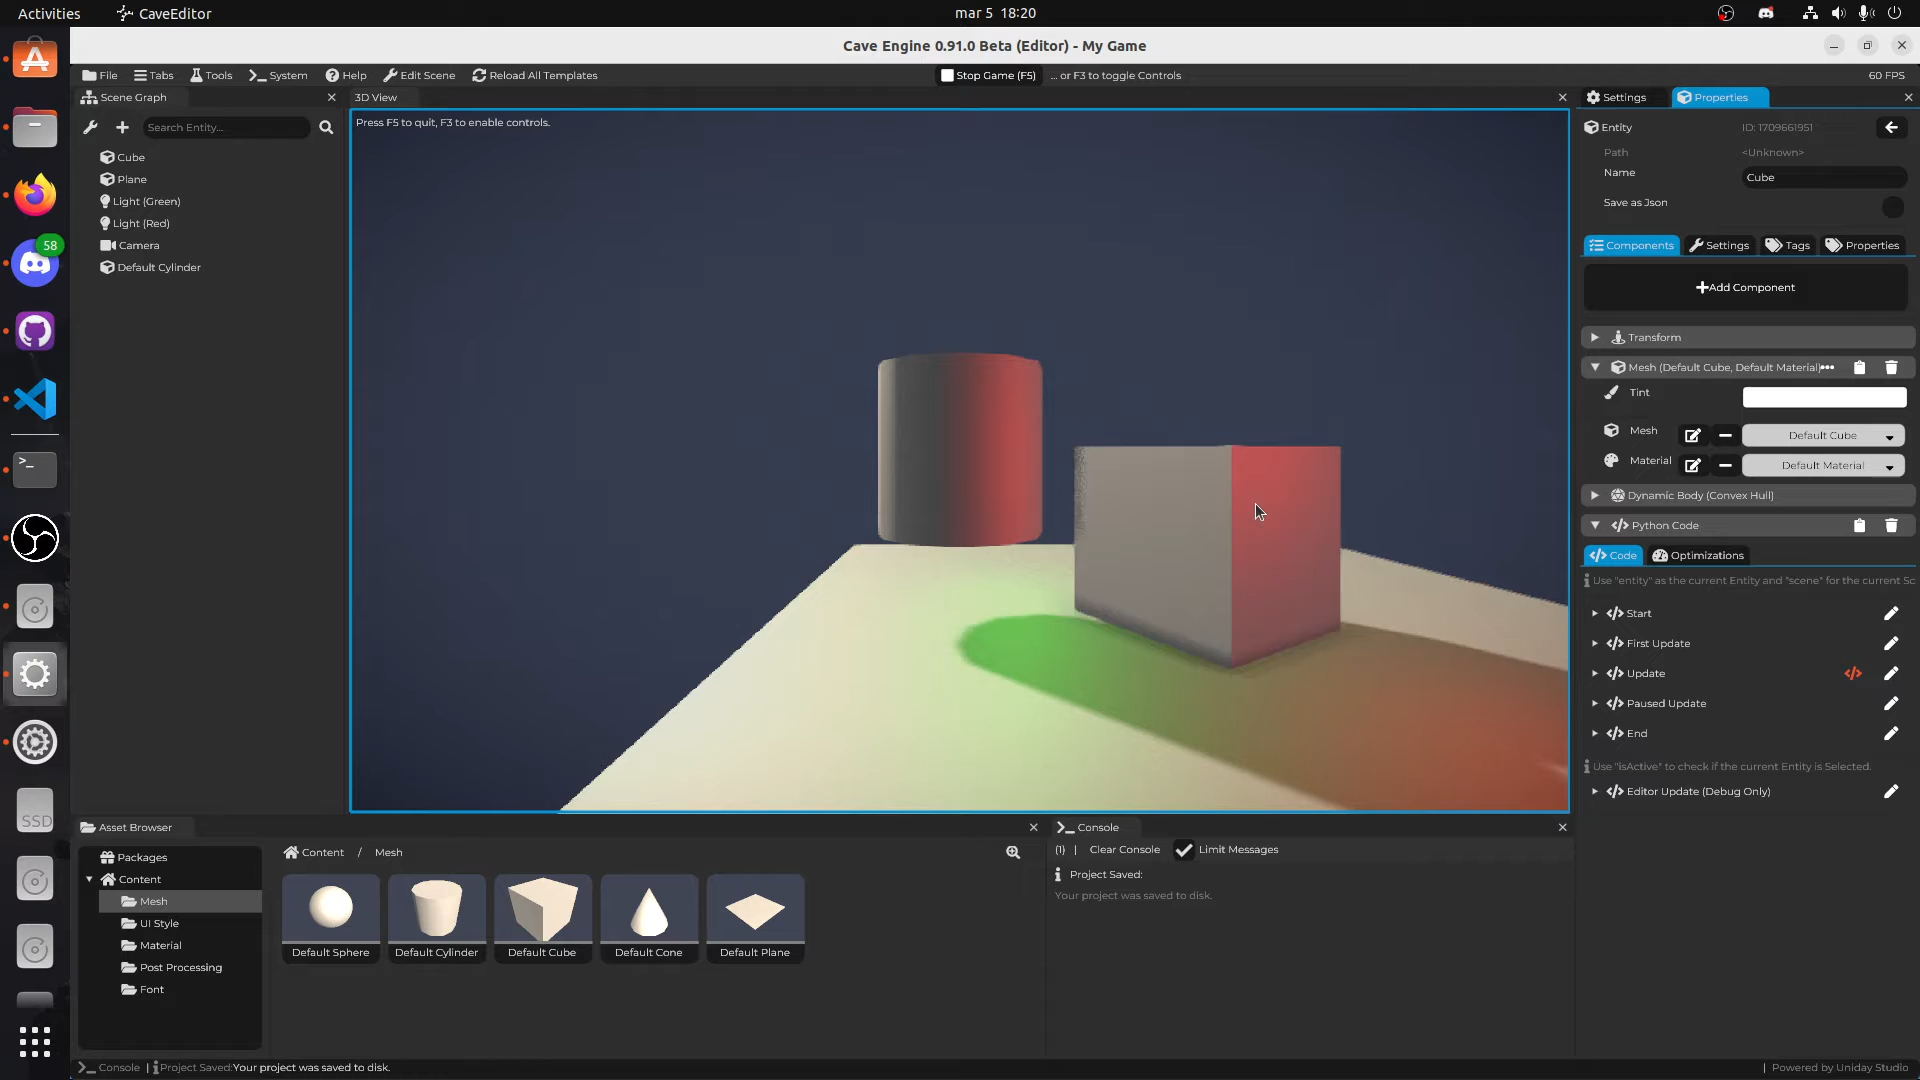 Activities
CaveEditor
mar 5 18:20
Cave Engine 0.91.0 Beta (Editor) - My Game
File
Tabs
Tools
System
Help
Edit Scene
Reload All Templates
Stop Game (F5)
... or F3 to toggle Controls
60 FPS
Scene Graph
Search Entity...
Cube
Plane
Light (Green)
Light (Red)
Camera
Default Cylinder
58
>_
SSD
3D View
Press F5 to quit, F3 to enable controls.
Settings
Properties
Entity
ID: 1709661951
Path
<Unknown>
Name
Cube
Save as Json
Components
Settings
Tags
Properties
+Add Component
Transform
Mesh (Default Cube, Default Material)
Tint
Mesh
Default Cube
Material
Default Material
Dynamic Body (Convex Hull)
Python Code
Code
Optimizations
Use "entity" as the current Entity and "scene" for the current Sc
Start
First Update
Update
Paused Update
End
Use "isActive" to check if the current Entity is Selected.
Editor Update (Debug Only)
Asset Browser
Packages
Content
Mesh
UI Style
Material
Post Processing
Font
Content / Mesh
Default Sphere
Default Cylinder
Default Cube
Default Cone
Default Plane
Console
(1) | Clear Console
Limit Messages
Project Saved:
Your project was saved to disk.
Console | Project Saved:Your project was saved to disk.
| Powered by Uniday Studio